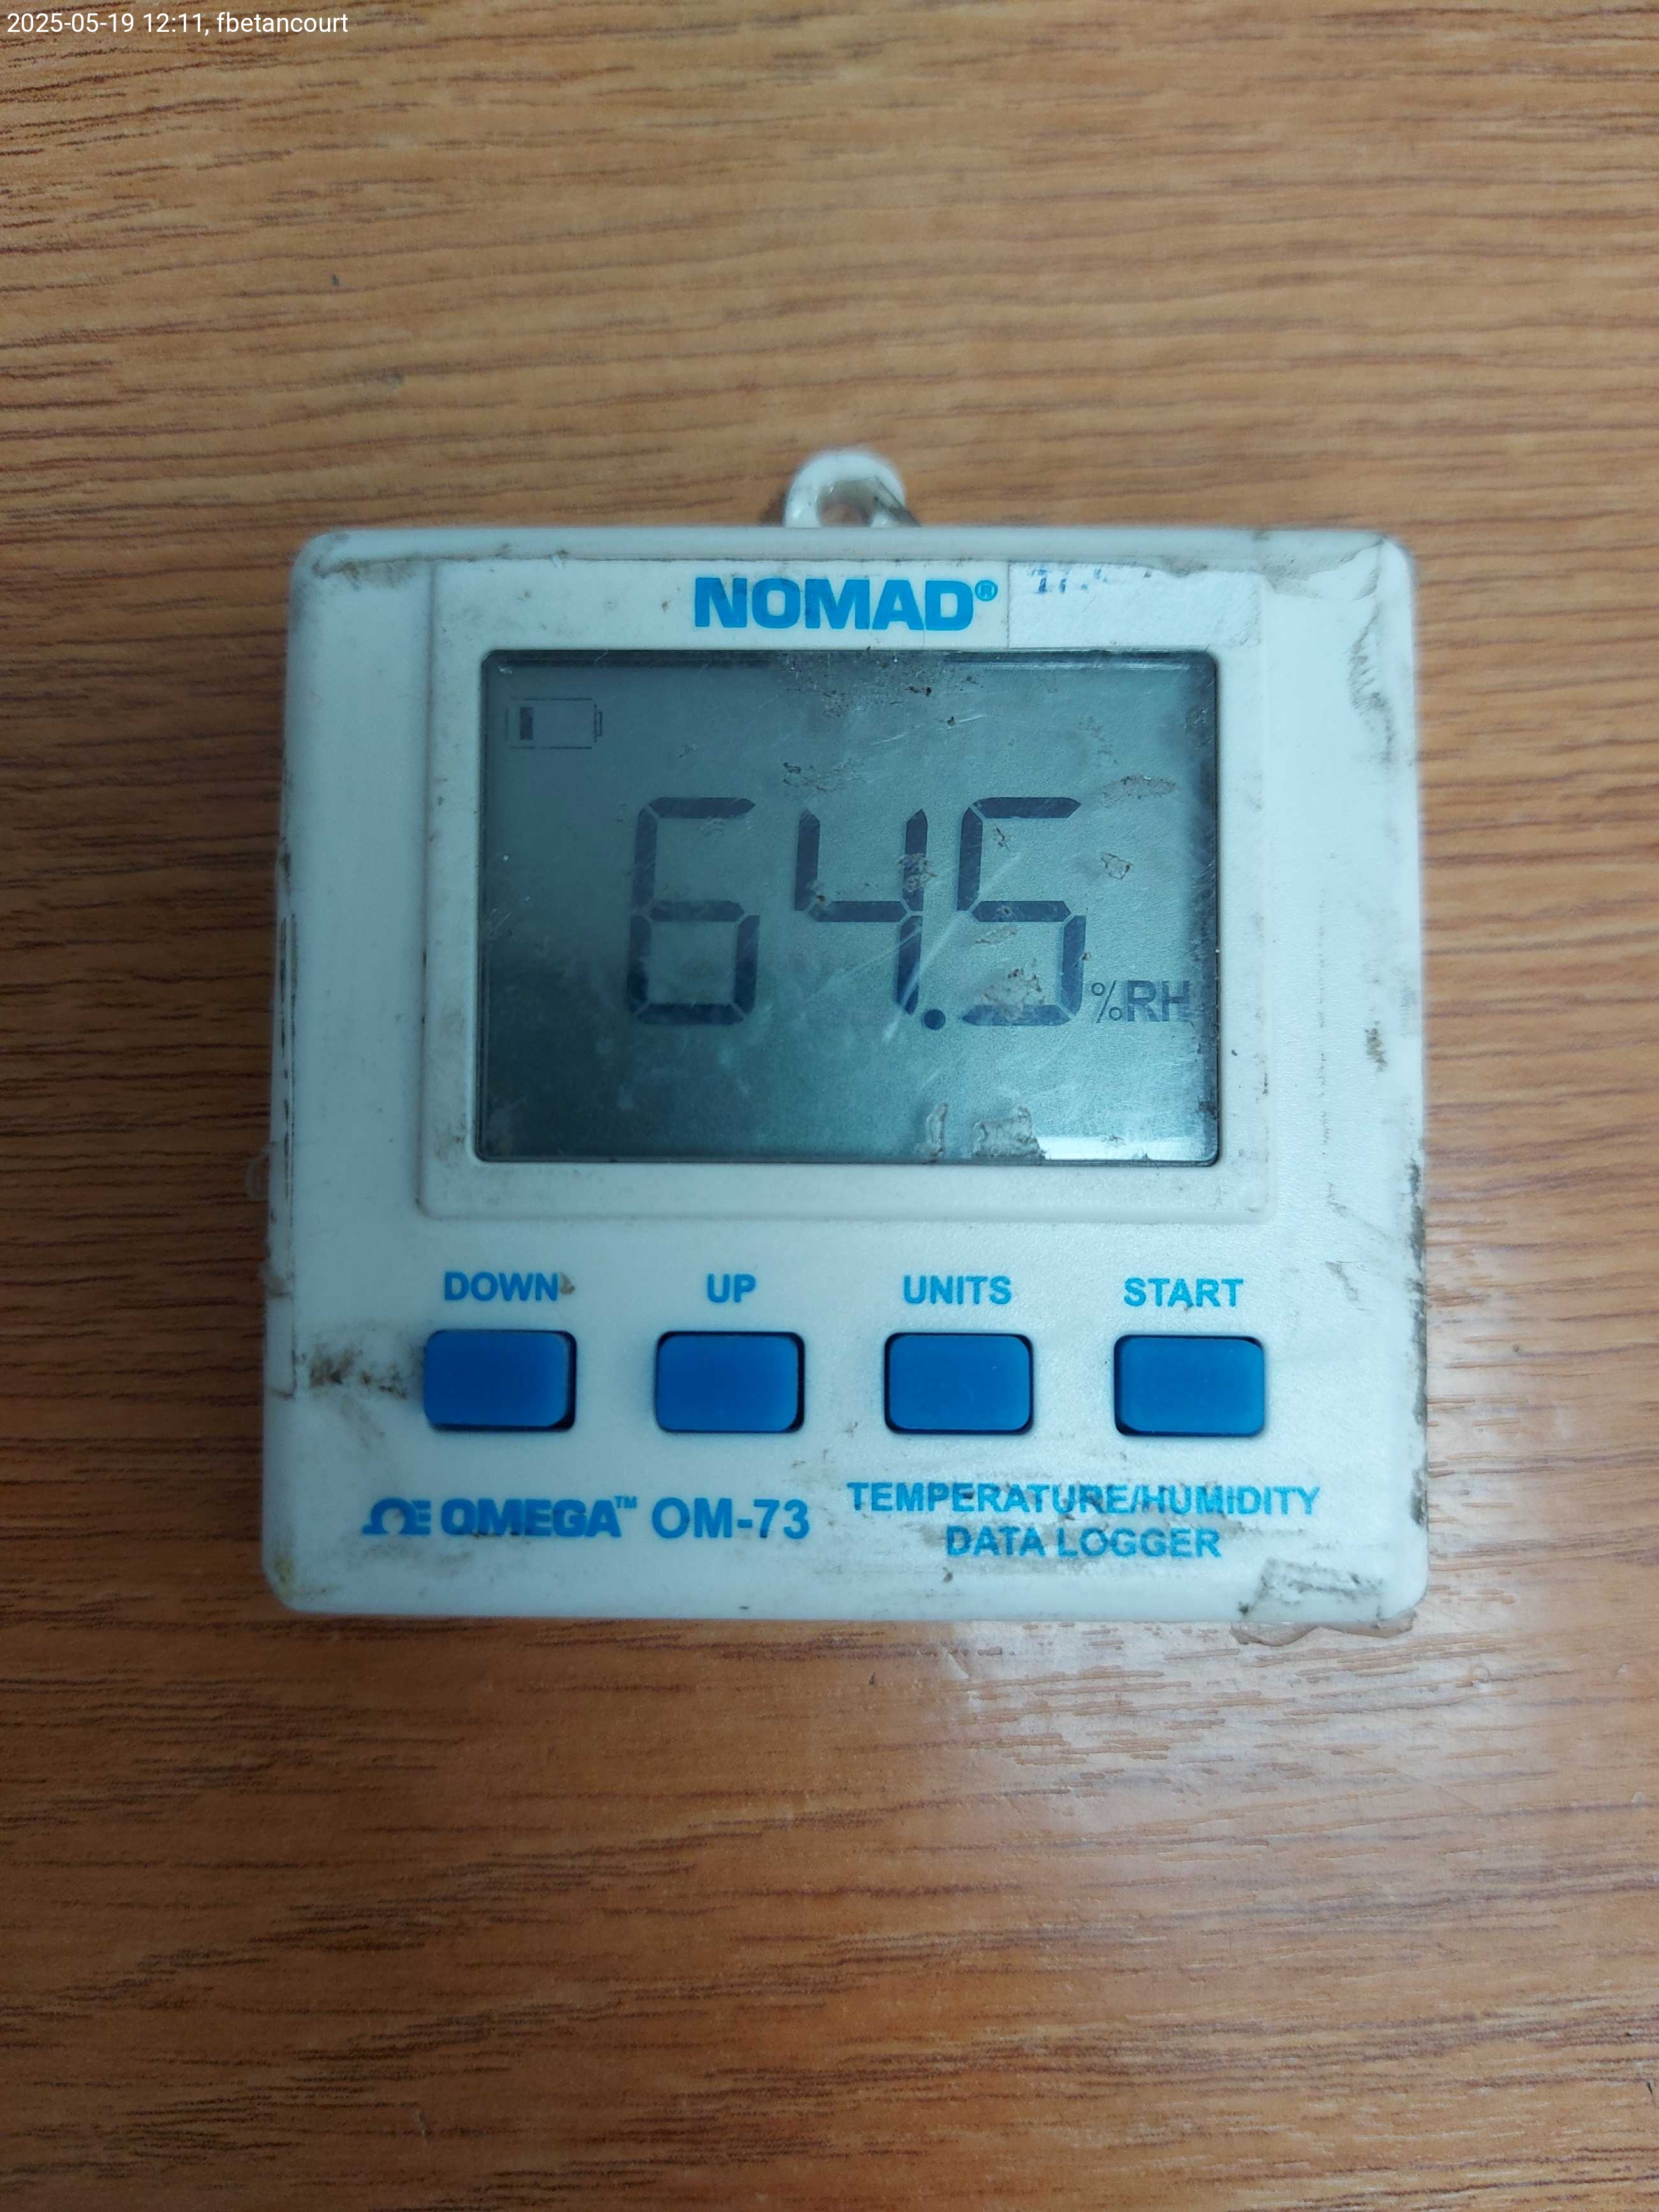 2025-05-19 12:11, fbetancourt
NOMAD®
64.5 %RH
DOWN UP UNITS START
OMEGA™ OM-73
TEMPERATURE/HUMIDITY
DATA LOGGER